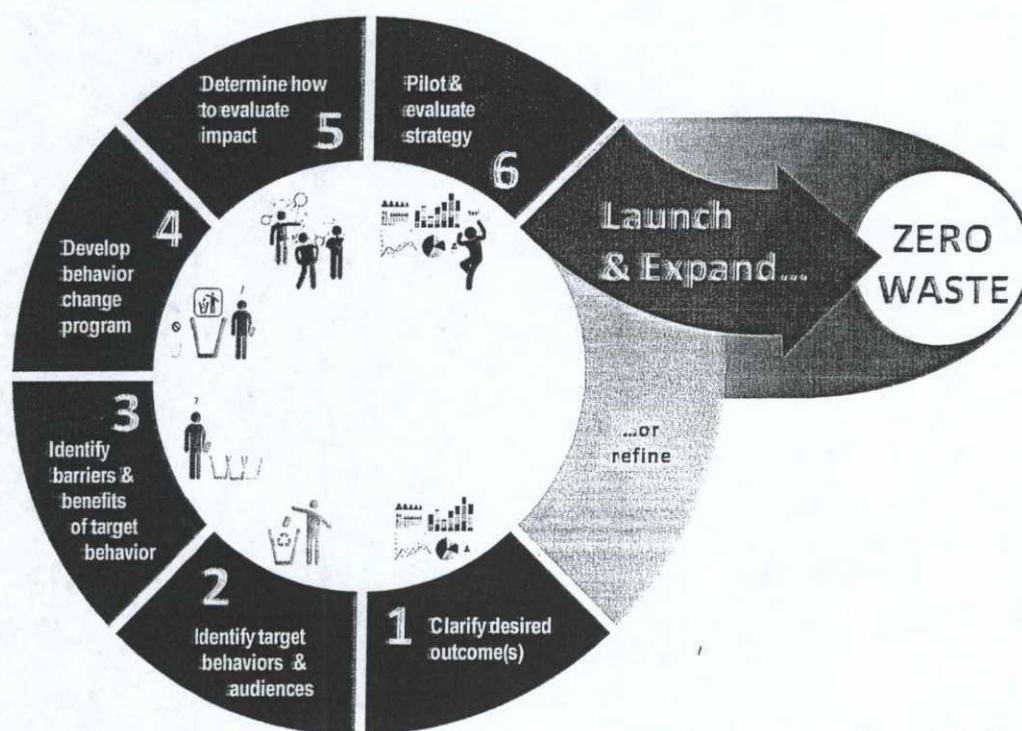 1
Clarify desired
outcome(s)
2
Identify target
behaviors &
audiences
3
Identify
barriers &
benefits
of target
behavior
4
Develop
behavior
change
program
5
Determine how
to evaluate
impact
6
Pilot &
evaluate
strategy
Yes!
Launch
& Expand...
ZERO
WASTE
...or
refine